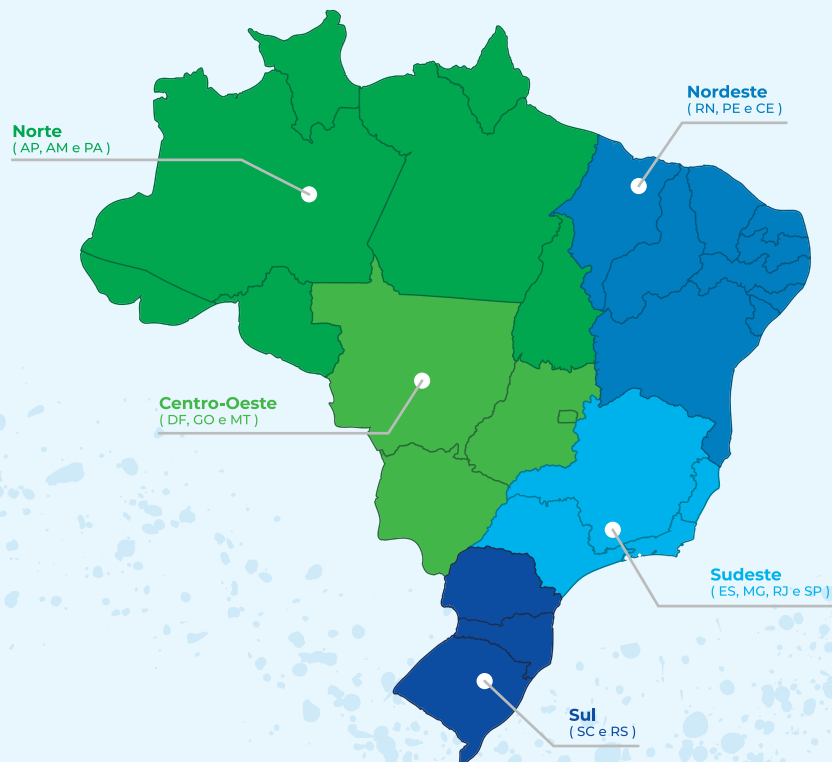 Nordeste
( RN, PE e CE )
Norte
( AP, AM e PA )
Centro-Oeste
( DF, GO e MT )
Sudeste
( ES, MG, RJ e SP )
Sul
( SC e RS )